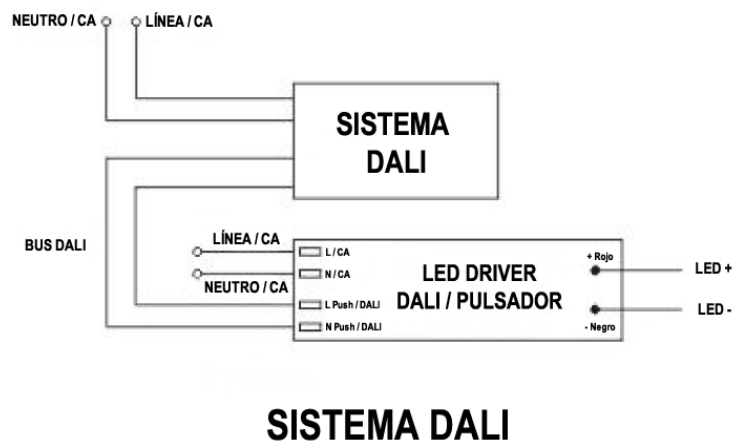 NEUTRO / CA
LÍNEA / CA
SISTEMA
DALI
BUS DALI
LÍNEA / CA
NEUTRO / CA
L / CA
N / CA
L Push / DALI
N Push / DALI
LED DRIVER
DALI / PULSADOR
+ Rojo
- Negro
LED +
LED -
SISTEMA DALI